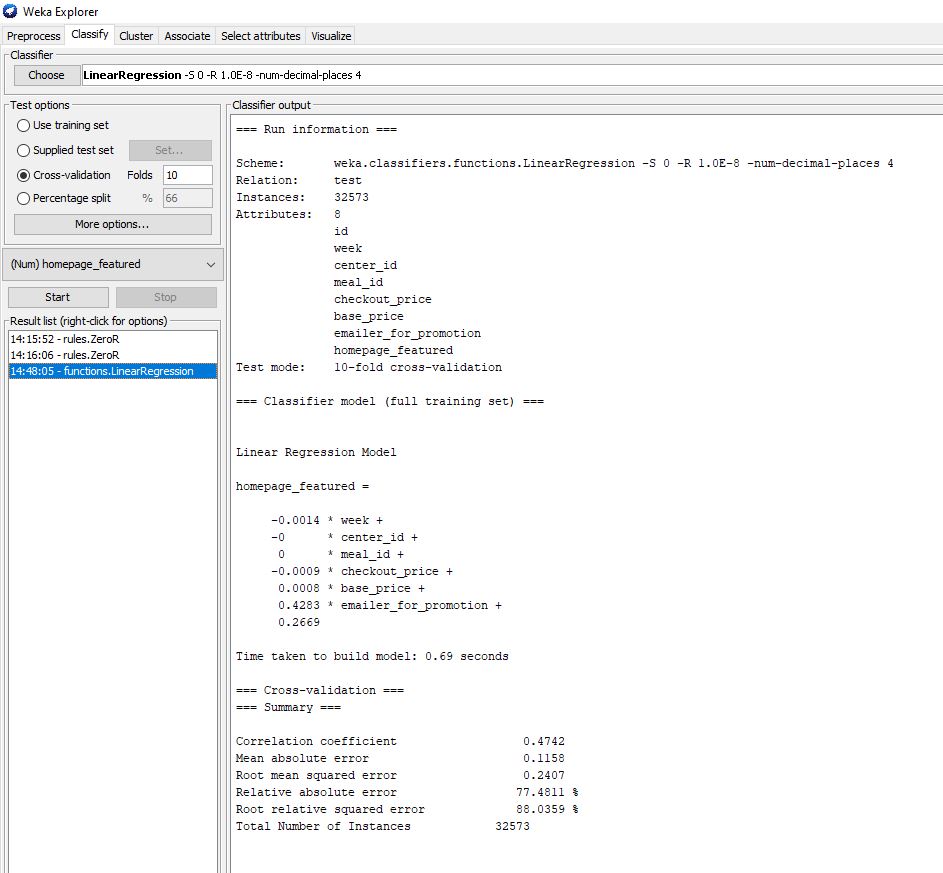 Weka Explorer
Preprocess Classify Cluster Associate Select attributes Visualize
Classifier
Choose LinearRegression -S 0 -R 1.0E-8 -num-decimal-places 4
Test options
Use training set
Supplied test set Set...
Cross-validation Folds 10
Percentage split % 66
More options...
(Num) homepage_featured
Start Stop
Result list (right-click for options)
14:15:52 - rules.ZeroR
14:16:06 - rules.ZeroR
14:48:05 - functions.LinearRegression
Classifier output
=== Run information ===
Scheme: weka.classifiers.functions.LinearRegression -S 0 -R 1.0E-8 -num-decimal-places 4
Relation: test
Instances: 32573
Attributes: 8
id
week
center_id
meal_id
checkout_price
base_price
emailer_for_promotion
homepage_featured
Test mode: 10-fold cross-validation
=== Classifier model (full training set) ===
Linear Regression Model
homepage_featured =
-0.0014 * week +
-0 * center_id +
0 * meal_id +
-0.0009 * checkout_price +
0.0008 * base_price +
0.4283 * emailer_for_promotion +
0.2669
Time taken to build model: 0.69 seconds
=== Cross-validation ===
=== Summary ===
Correlation coefficient 0.4742
Mean absolute error 0.1158
Root mean squared error 0.2407
Relative absolute error 77.4811 %
Root relative squared error 88.0359 %
Total Number of Instances 32573